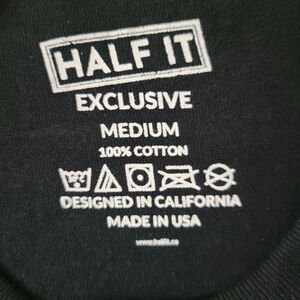 HALF IT
EXCLUSIVE
MEDIUM
100% COTTON
DESIGNED IN CALIFORNIA
MADE IN USA
www.halfit.co